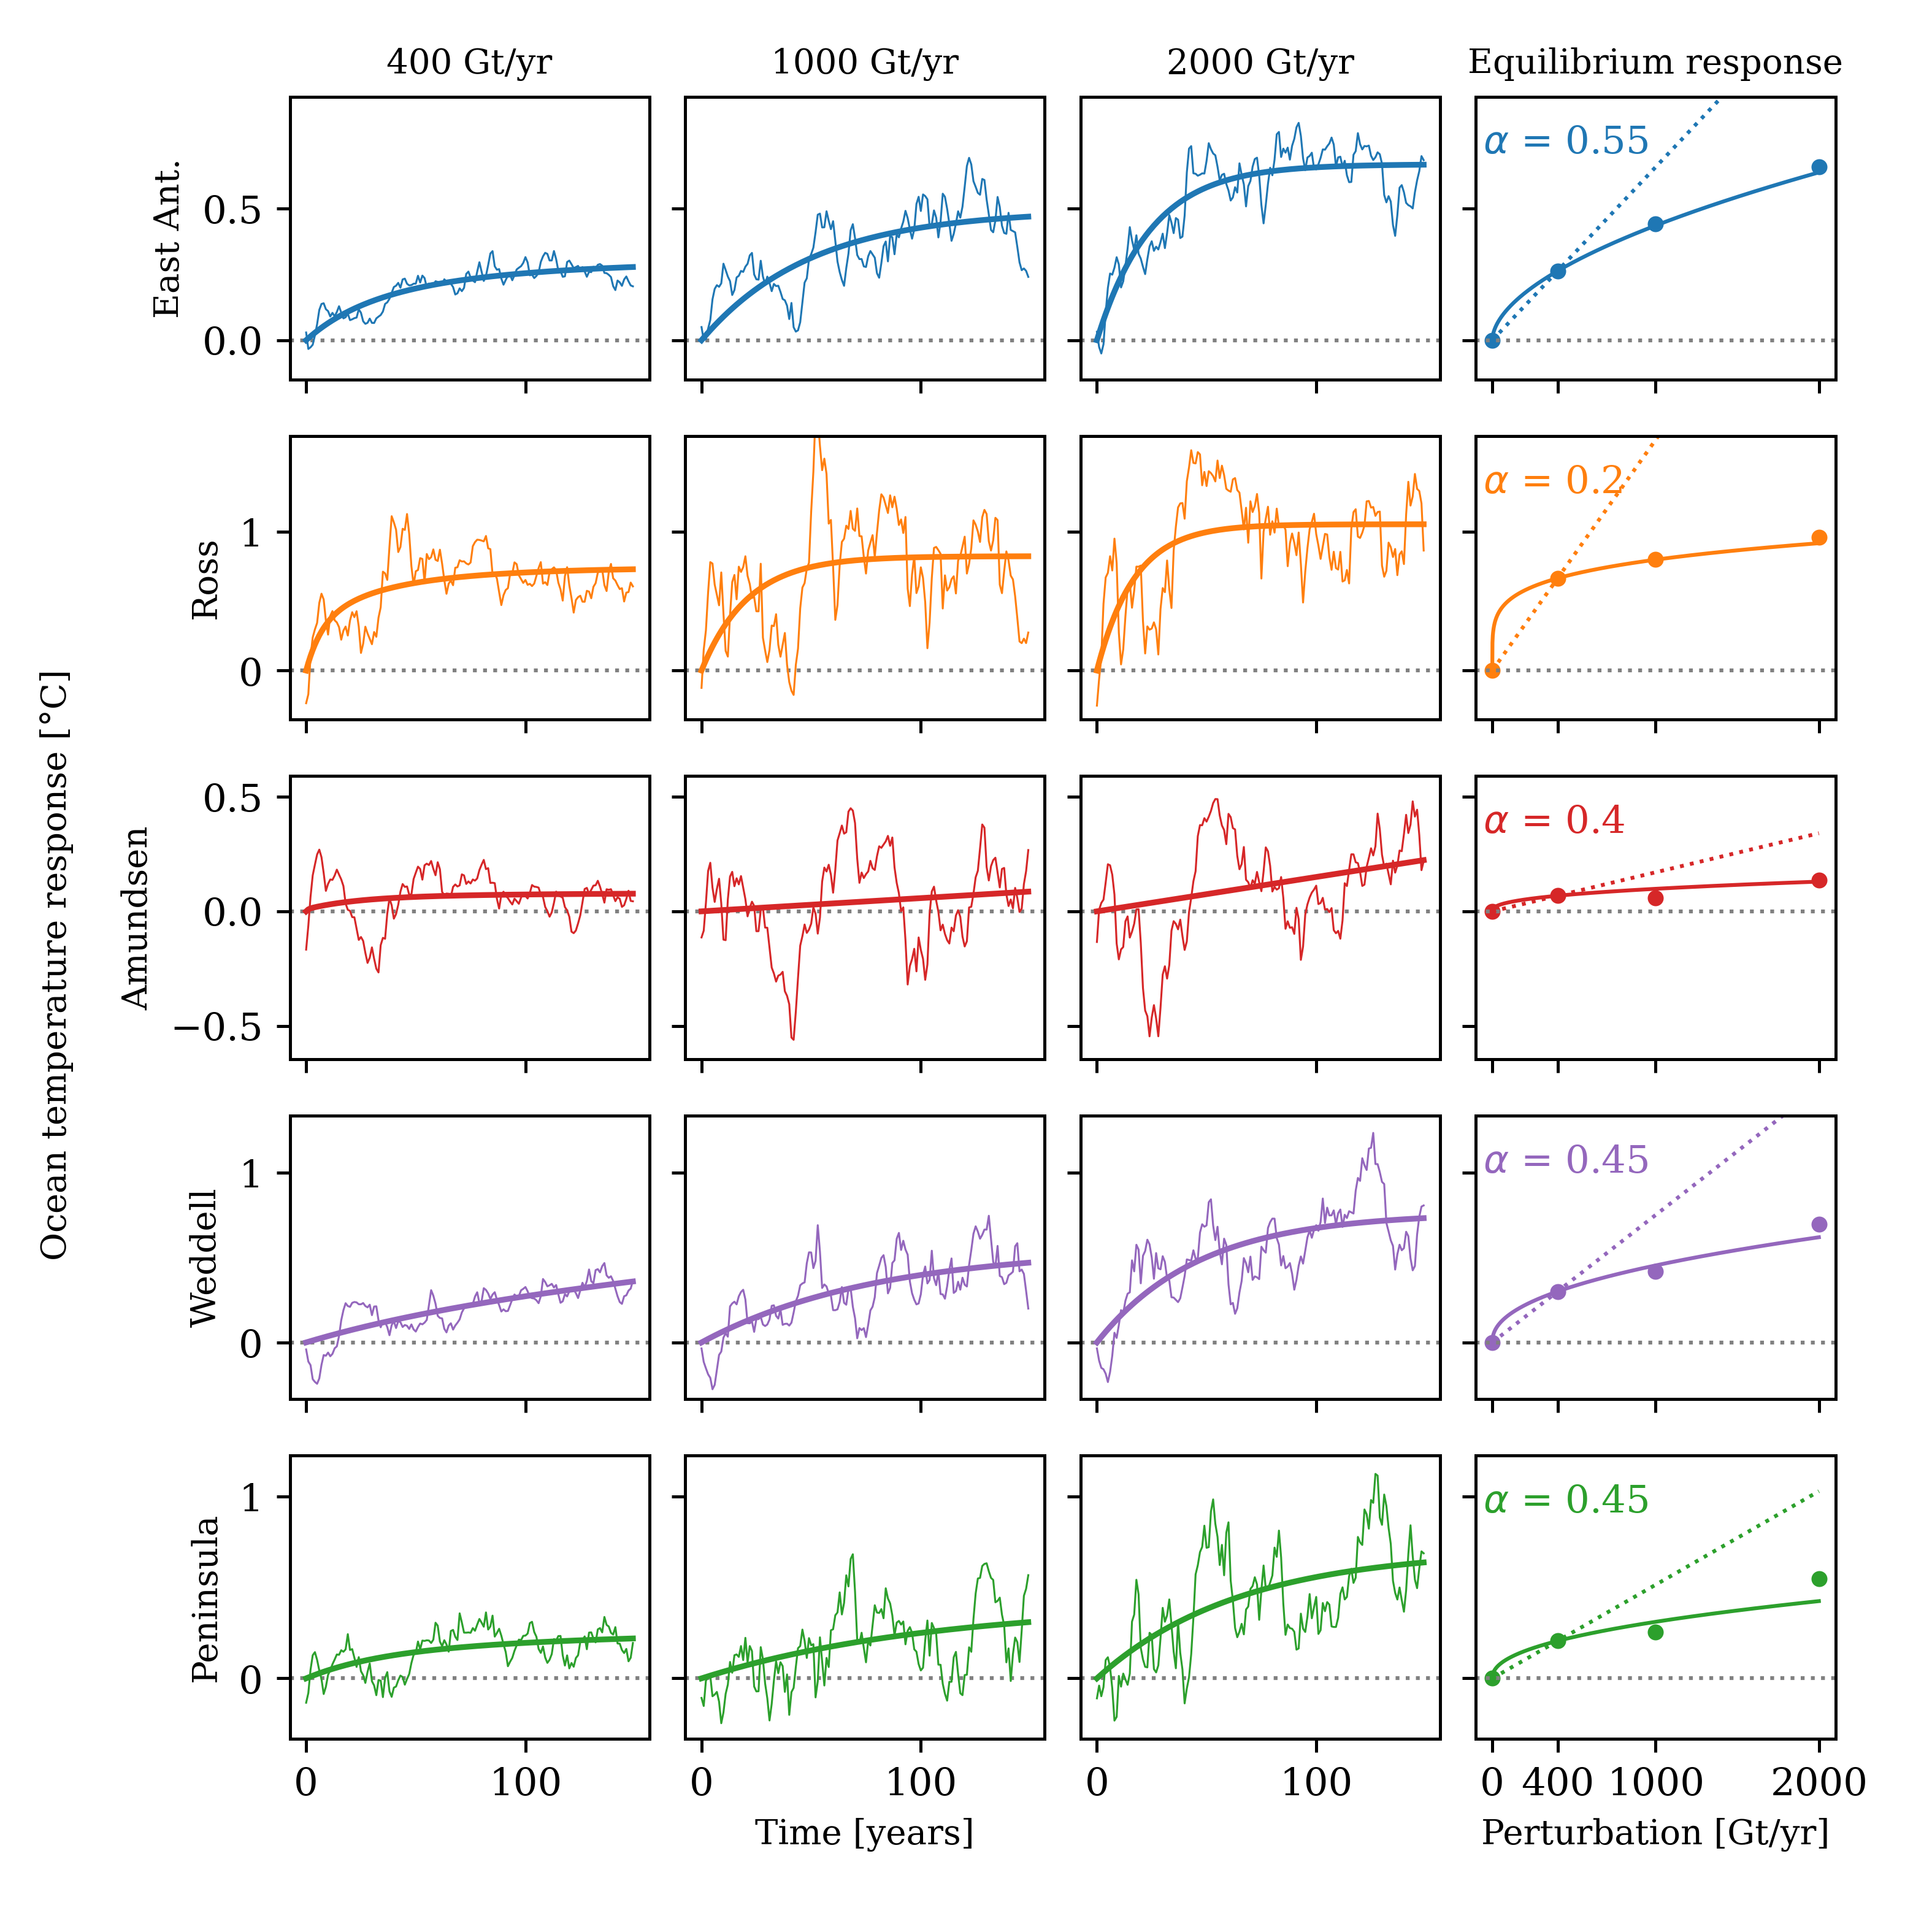 400 Gt/yr
1000 Gt/yr
2000 Gt/yr
Equilibrium response
Ocean temperature response [°C]
East Ant.
0.5
0.0
α = 0.55
Ross
1
0
α = 0.2
Amundsen
0.5
0.0
−0.5
α = 0.4
Weddell
1
0
α = 0.45
Peninsula
1
0
α = 0.45
0 100
0 100
0 100
0 400 1000 2000
Time [years]
Perturbation [Gt/yr]